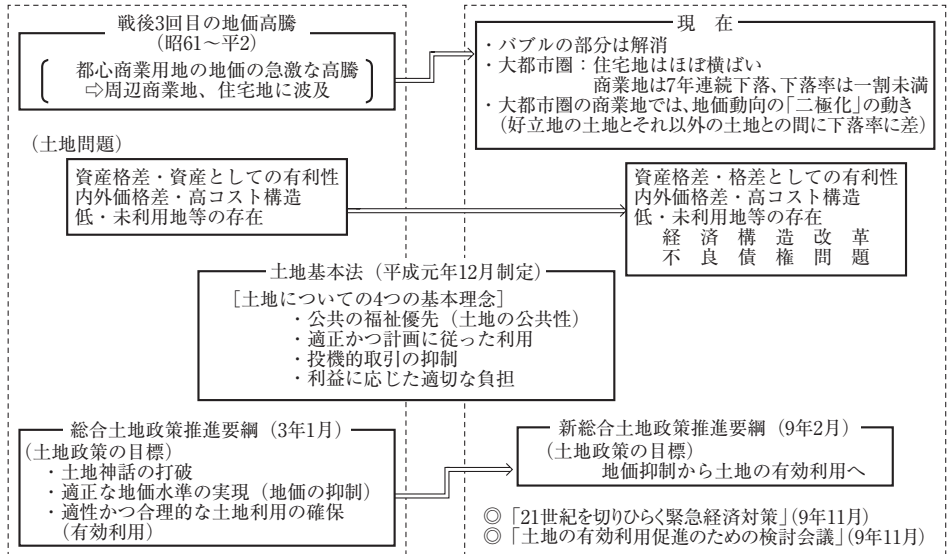 戦後3回目の地価高騰
（昭61～平2）
都心商業用地の地価の急激な高騰
⇨周辺商業地、住宅地に波及
現　在
・バブルの部分は解消
・大都市圏：住宅地はほぼ横ばい
商業地は7年連続下落、下落率は一割未満
・大都市圏の商業地では、地価動向の「二極化」の動き
（好立地の土地とそれ以外の土地との間に下落率に差）
（土地問題）
資産格差・資産としての有利性
内外価格差・高コスト構造
低・未利用地等の存在
資産格差・格差としての有利性
内外価格差・高コスト構造
低・未利用地等の存在
経　済　構　造　改　革
不　良　債　権　問　題
土地基本法（平成元年12月制定）
［土地についての4つの基本理念］
・公共の福祉優先（土地の公共性）
・適正かつ計画に従った利用
・投機的取引の抑制
・利益に応じた適切な負担
総合土地政策推進要綱（3年1月）
（土地政策の目標）
・土地神話の打破
・適正な地価水準の実現（地価の抑制）
・適性かつ合理的な土地利用の確保
（有効利用）
新総合土地政策推進要綱（9年2月）
（土地政策の目標）
地価抑制から土地の有効利用へ
◎「21世紀を切りひらく緊急経済対策」（9年11月）
◎「土地の有効利用促進のための検討会議」（9年11月）